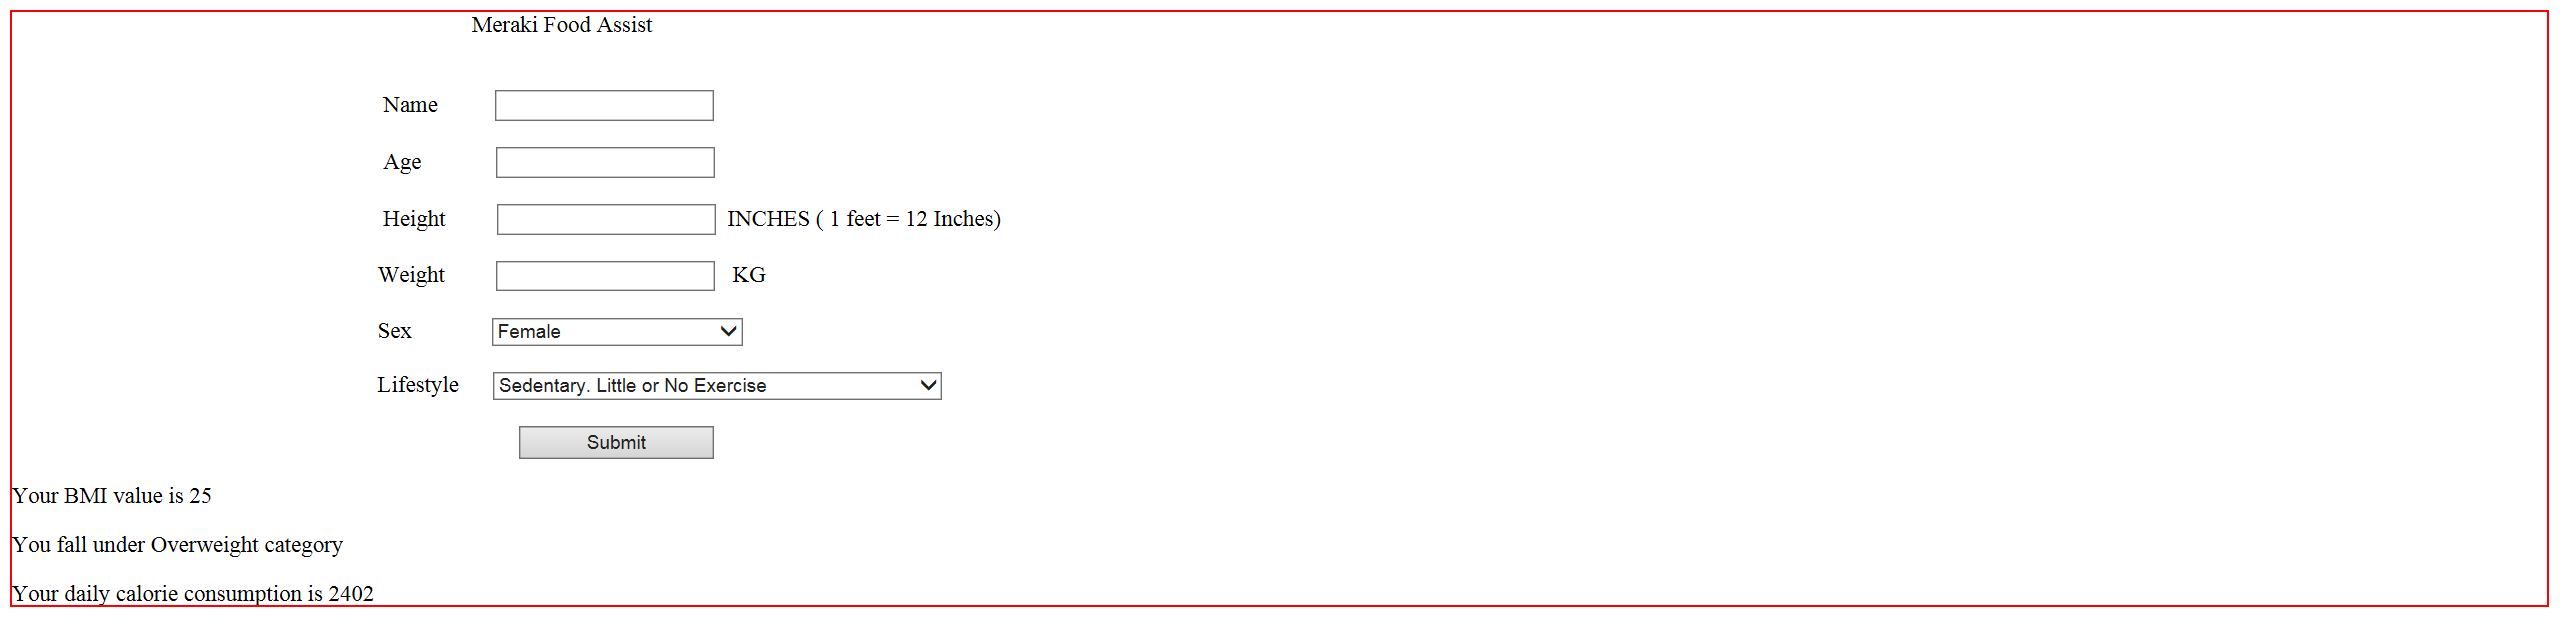 Meraki Food Assist
Name
Age
Height INCHES ( 1 feet = 12 Inches)
Weight KG
Sex Female
Lifestyle Sedentary. Little or No Exercise
Submit
Your BMI value is 25
You fall under Overweight category
Your daily calorie consumption is 2402